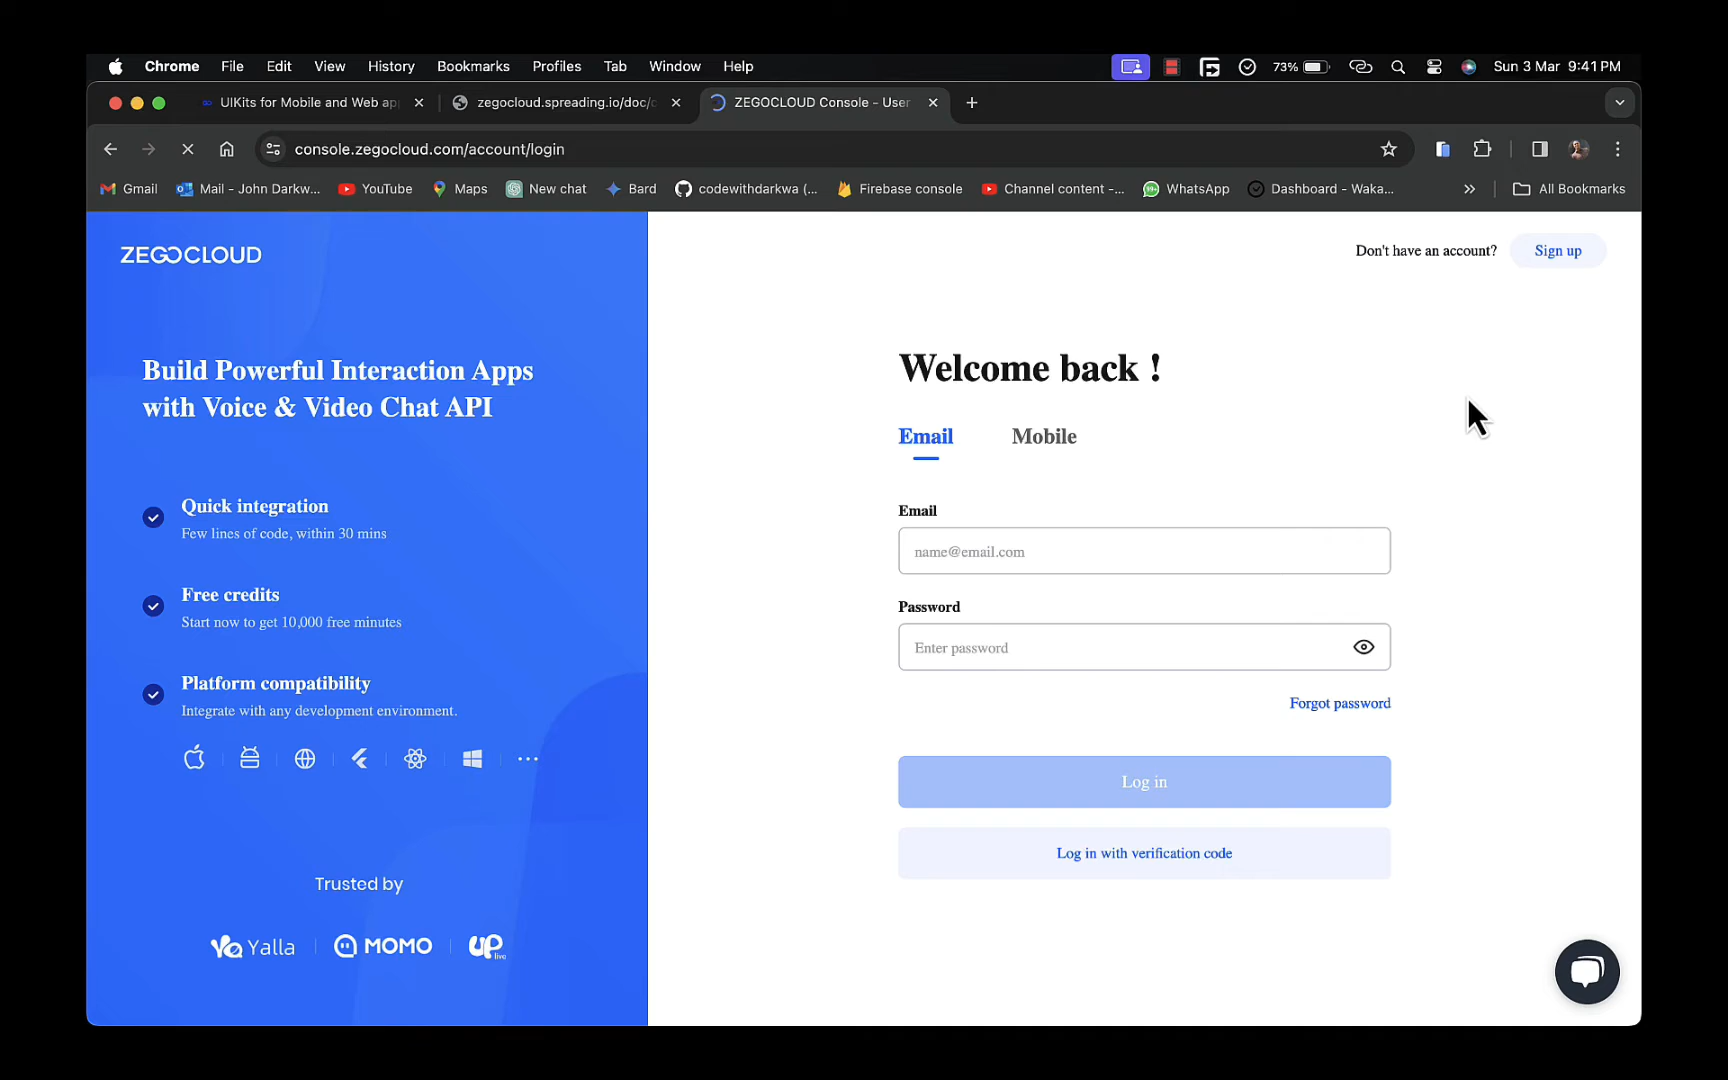 Chrome File Edit View History Bookmarks Profiles Tab Window Help 73% Sun 3 Mar 9:41 PM
UIKits for Mobile and Web ap zegocloud.spreading.io/doc/c ZEGOCLOUD Console - User
console.zegocloud.com/account/login
Gmail Mail - John Darkw... YouTube Maps New chat Bard codewithdarkwa (... Firebase console Channel content -... 99+ WhatsApp Dashboard - Waka... All Bookmarks
ZEGOCLOUD
Don't have an account? Sign up
Build Powerful Interaction Apps
with Voice & Video Chat API
Quick integration
Few lines of code, within 30 mins
Free credits
Start now to get 10,000 free minutes
Platform compatibility
Integrate with any development environment.
Trusted by
Yalla MOMO UP live
Welcome back !
Email Mobile
Email
name@email.com
Password
Enter password
Forgot password
Log in
Log in with verification code